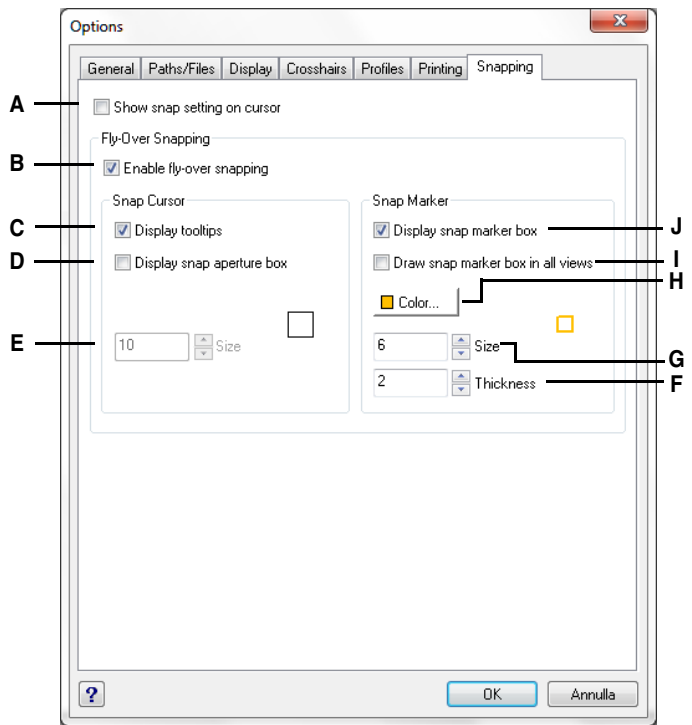 Options
General Paths/Files Display Crosshairs Profiles Printing Snapping
A
Show snap setting on cursor
Fly-Over Snapping
B
Enable fly-over snapping
Snap Cursor
C
Display tooltips
D
Display snap aperture box
E
10 Size
Snap Marker
Display snap marker box
J
Draw snap marker box in all views
I
Color...
H
6 Size
G
2 Thickness
F
?
OK
Annulla